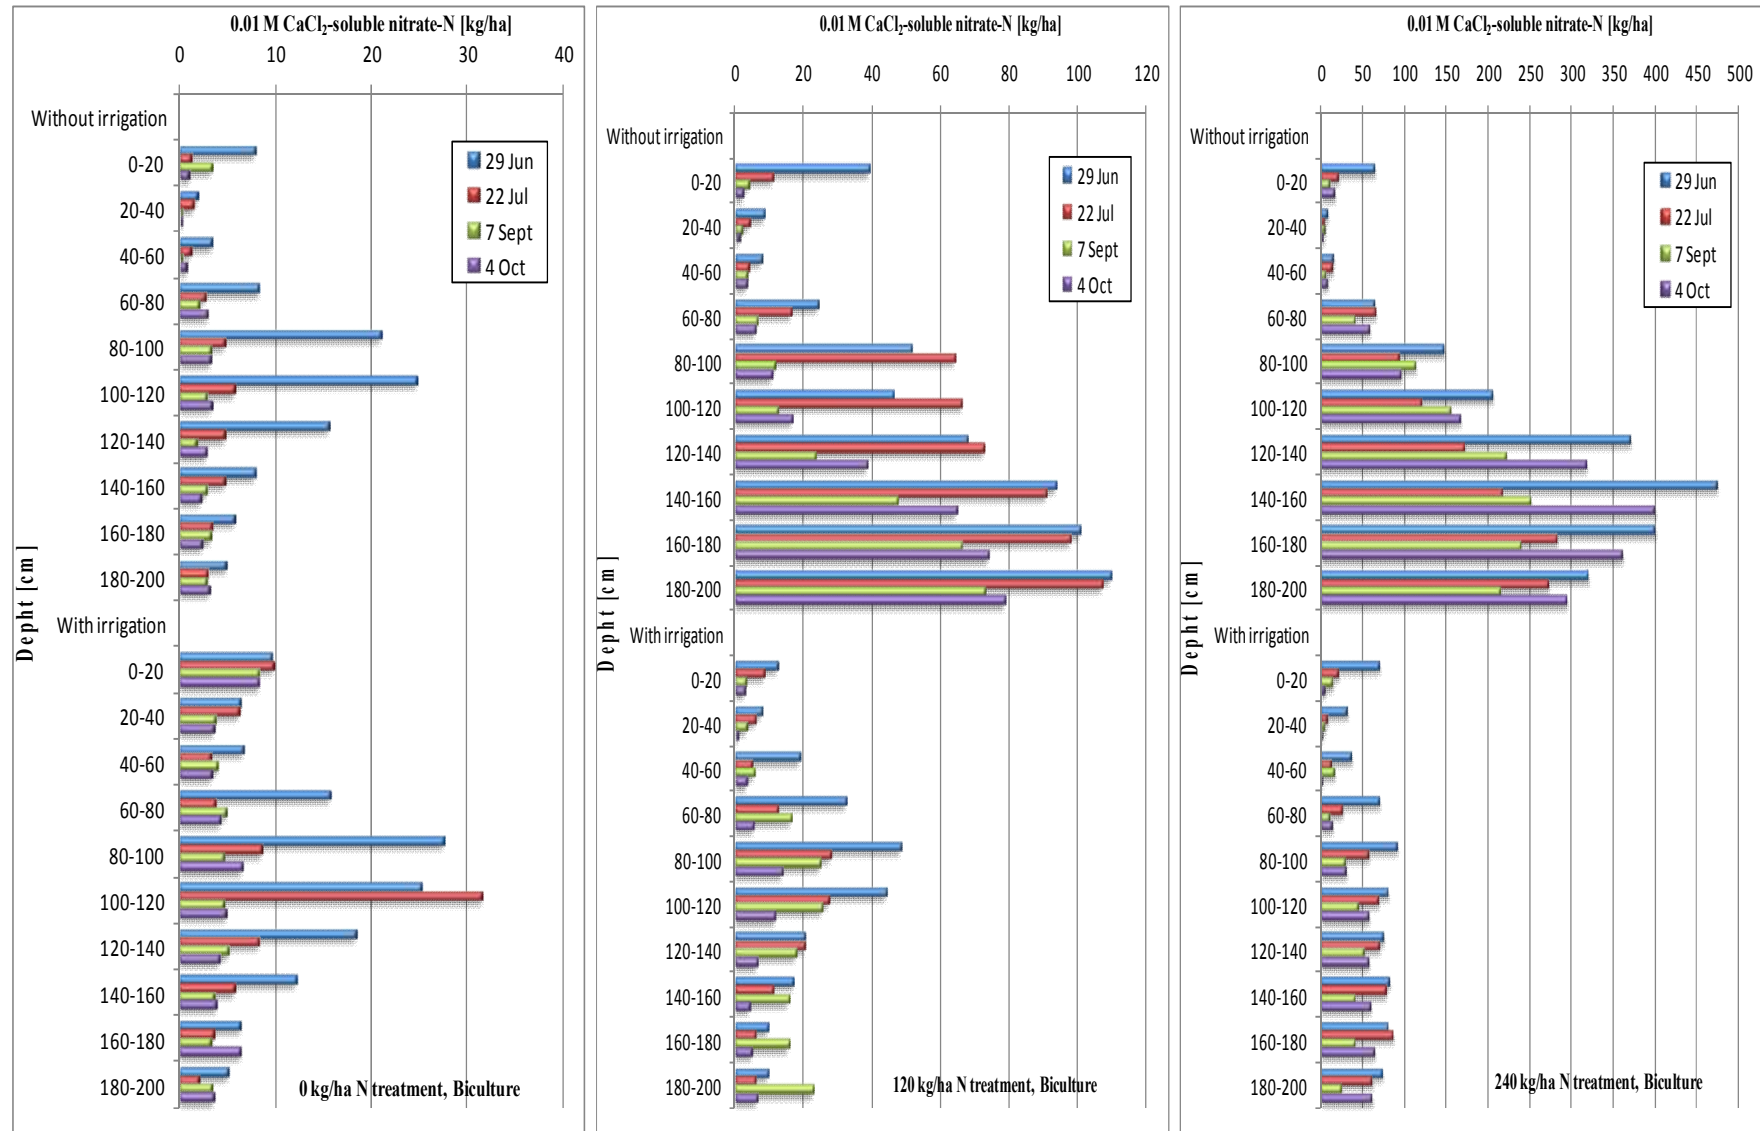 0.01 M CaCl₂-soluble nitrate-N [kg/ha]
0 10 20 30 40
Without irrigation
0-20
20-40
40-60
60-80
80-100
100-120
120-140
140-160
160-180
180-200
With irrigation
0-20
20-40
40-60
60-80
80-100
100-120
120-140
140-160
160-180
180-200
Depht [cm]
29 Jun
22 Jul
7 Sept
4 Oct
0 kg/ha N treatment, Biculture
0.01 M CaCl₂-soluble nitrate-N [kg/ha]
0 20 40 60 80 100 120
Without irrigation
0-20
20-40
40-60
60-80
80-100
100-120
120-140
140-160
160-180
180-200
With irrigation
0-20
20-40
40-60
60-80
80-100
100-120
120-140
140-160
160-180
180-200
Depht [cm]
29 Jun
22 Jul
7 Sept
4 Oct
120 kg/ha N treatment, Biculture
0.01 M CaCl₂-soluble nitrate-N [kg/ha]
0 50 100 150 200 250 300 350 400 450 500
Without irrigation
0-20
20-40
40-60
60-80
80-100
100-120
120-140
140-160
160-180
180-200
With irrigation
0-20
20-40
40-60
60-80
80-100
100-120
120-140
140-160
160-180
180-200
Depht [cm]
29 Jun
22 Jul
7 Sept
4 Oct
240 kg/ha N treatment, Biculture